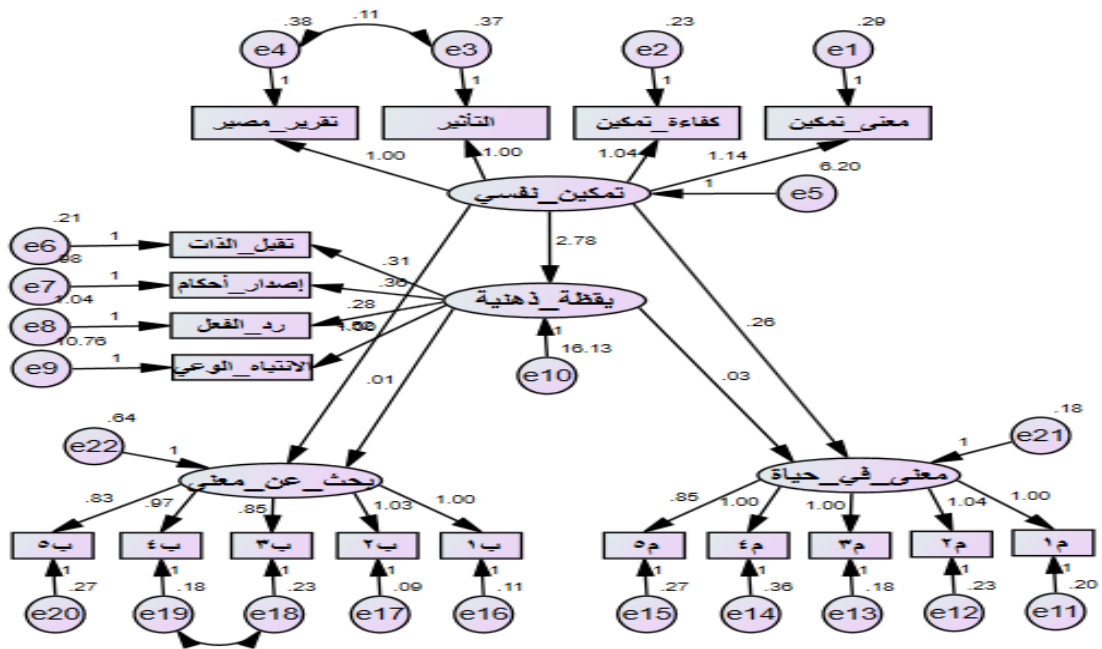 .38 .11 .37 .23 .29
e4 e3 e2 e1
1 1 1 1
تقرير_مصير التأثير كفاءة_تمكين معنى_تمكين
1.00 1.00 1.04 1.14
6.20
تمكين_نفسي 1 e5
.21
e6 1 تقبل_الذات
2.78
.31
.98
e7 1 إصدار_أحكام
.36
يقظة_ذهنية
1.04
e8 1 رد_الفعل
.28
.26
10.76
e9 1 الانتباه_الوعي
1.00
1
16.13
e10
.01 .03
.64 .18
e22 1 1 e21
بحث_عن_معنى معنى_في_حياة
.83 .97 .85 1.03 1.00 .85 1.00 1.00 1.04 1.00
ب٥ ب٤ ب٣ ب٢ ب١ م٥ م٤ م٣ م٢ م١
1 1 1 1 1 1 1 1 1 1
.27 .18 .23 .09 .11 .27 .36 .18 .23 .20
e20 e19 e18 e17 e16 e15 e14 e13 e12 e11